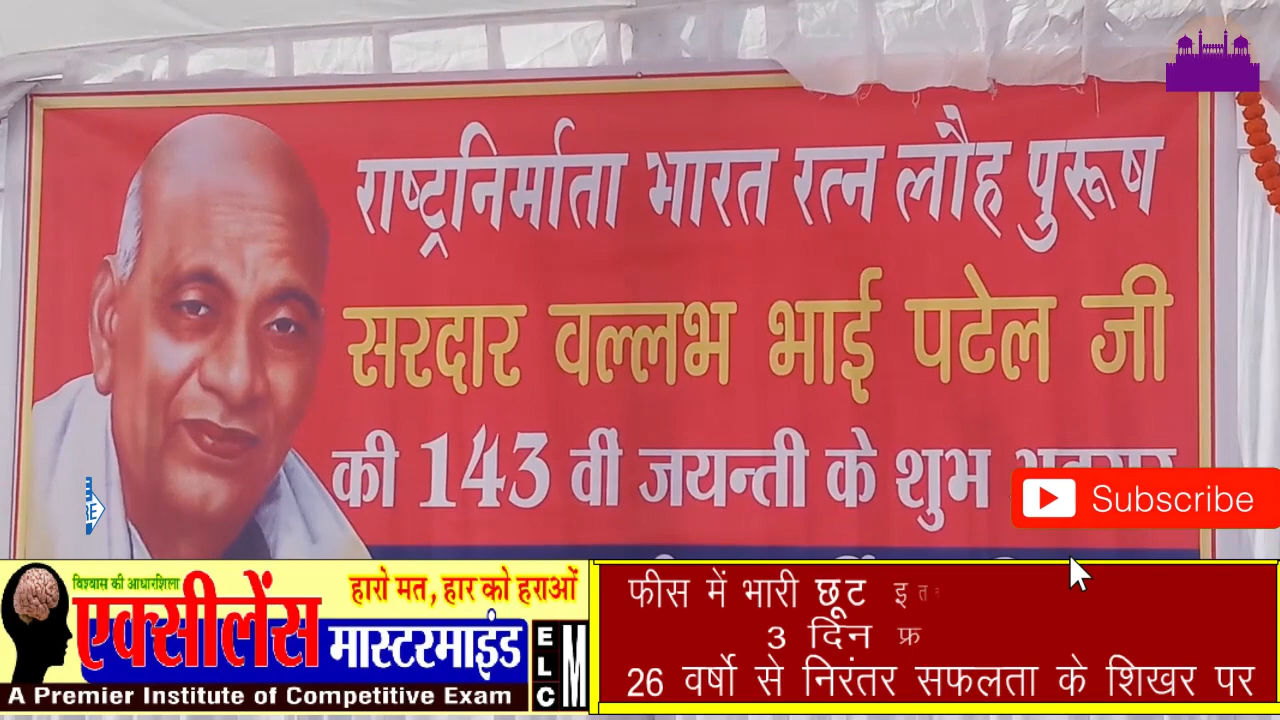 राष्ट्रनिर्माता भारत रत्न लौह पुरूष
सरदार वल्लभ भाई पटेल जी
की 143 वीं जयन्ती के शुभ
Subscribe
विश्वास की आधारशिला
एक्सीलेंस
मास्टरमाइंड
हारो मत, हार को हराओं
ELC
M
A Premier Institute of Competitive Exam
फीस में भारी छूट इ त
3 दिन फ्र
26 वर्षो से निरंतर सफलता के शिखर पर